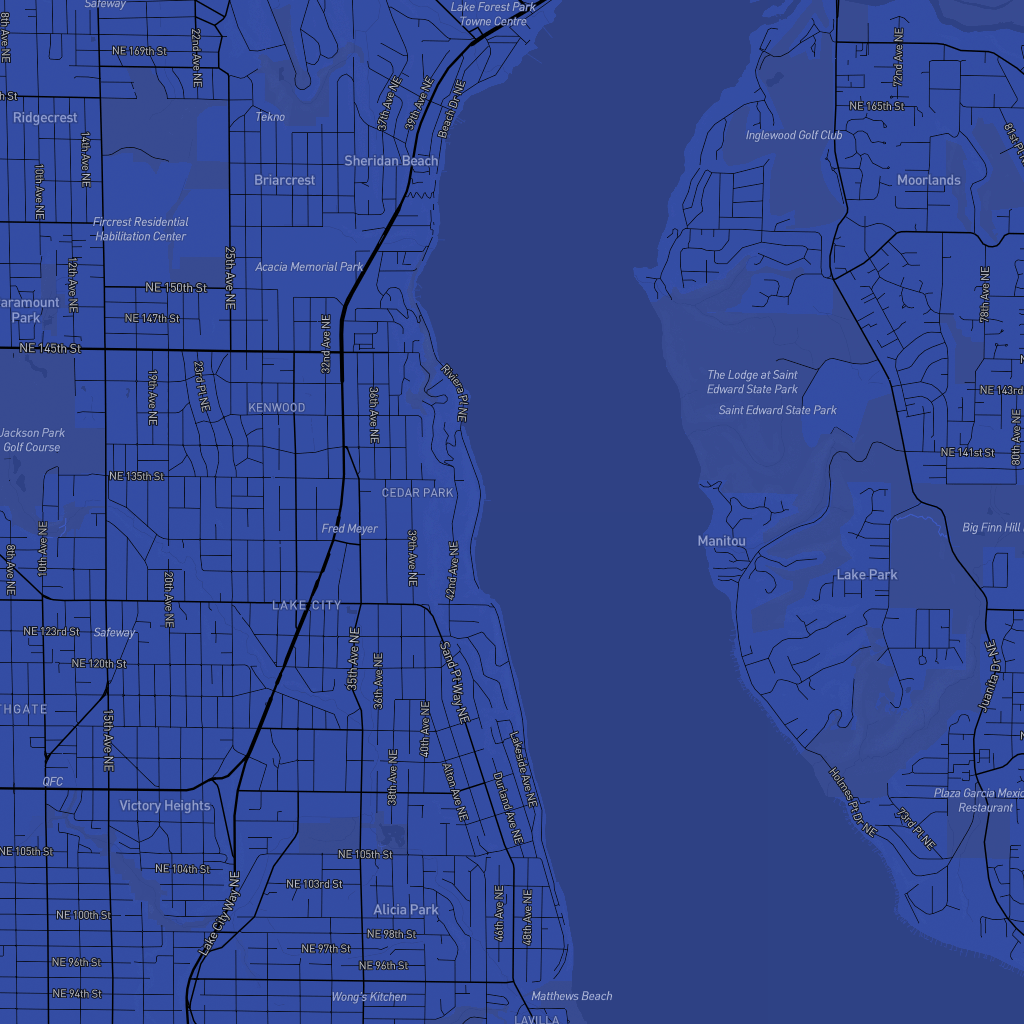 Safeway
Lake Forest Park
Towne Centre
8th Ave NE
22nd Ave NE
NE 169th St
72nd Ave NE
37th Ave NE
39th Ave NE
Beach Dr NE
NE 165th St
Ridgecrest
Tekno
14th Ave NE
Inglewood Golf Club
Sheridan Beach
10th Ave NE
Briarcrest
Moorlands
Fircrest Residential
Habilitation Center
12th Ave NE
25th Ave NE
Acacia Memorial Park
NE 150th St
78th Ave NE
Park
NE 147th St
32nd Ave NE
NE 145th St
19th Ave NE
23rd Pl NE
Riviera Pl NE
The Lodge at Saint
Edward State Park
KENWOOD
36th Ave NE
Saint Edward State Park
NE 143rd
80th Ave NE
Jackson Park
Golf Course
NE 141st St
NE 135th St
CEDAR PARK
Fred Meyer
Big Finn Hill
10th Ave NE
8th Ave NE
39th Ave NE
42nd Ave NE
Manitou
20th Ave NE
Lake Park
LAKE CITY
NE 123rd St
Safeway
35th Ave NE
NE 120th St
36th Ave NE
Sand Pt Way NE
Juanita Dr NE
THGATE
15th Ave NE
40th Ave NE
Lakeside Ave NE
QFC
38th Ave NE
Alton Ave NE
Durland Ave NE
Victory Heights
Holmes Pt Dr NE
73rd Pl NE
Plaza Garcia Mexic
Restaurant
NE 105th St
NE 105th St
NE 104th St
NE 103rd St
Lake City Way NE
Alicia Park
46th Ave NE
48th Ave NE
NE 100th St
NE 98th St
NE 97th St
NE 96th St
NE 96th St
NE 94th St
Wong's Kitchen
Matthews Beach
LAVILLA